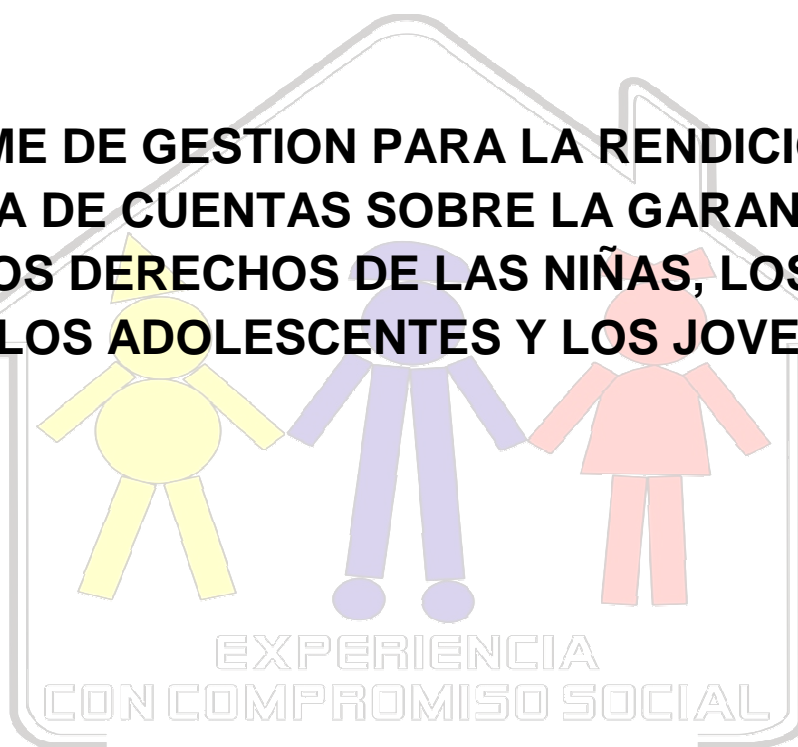 ME DE GESTION PARA LA RENDICIO
A DE CUENTAS SOBRE LA GARAN
OS DERECHOS DE LAS NIÑAS, LOS
LOS ADOLESCENTES Y LOS JOVE
EXPERIENCIA
CON COMPROMISO SOCIAL